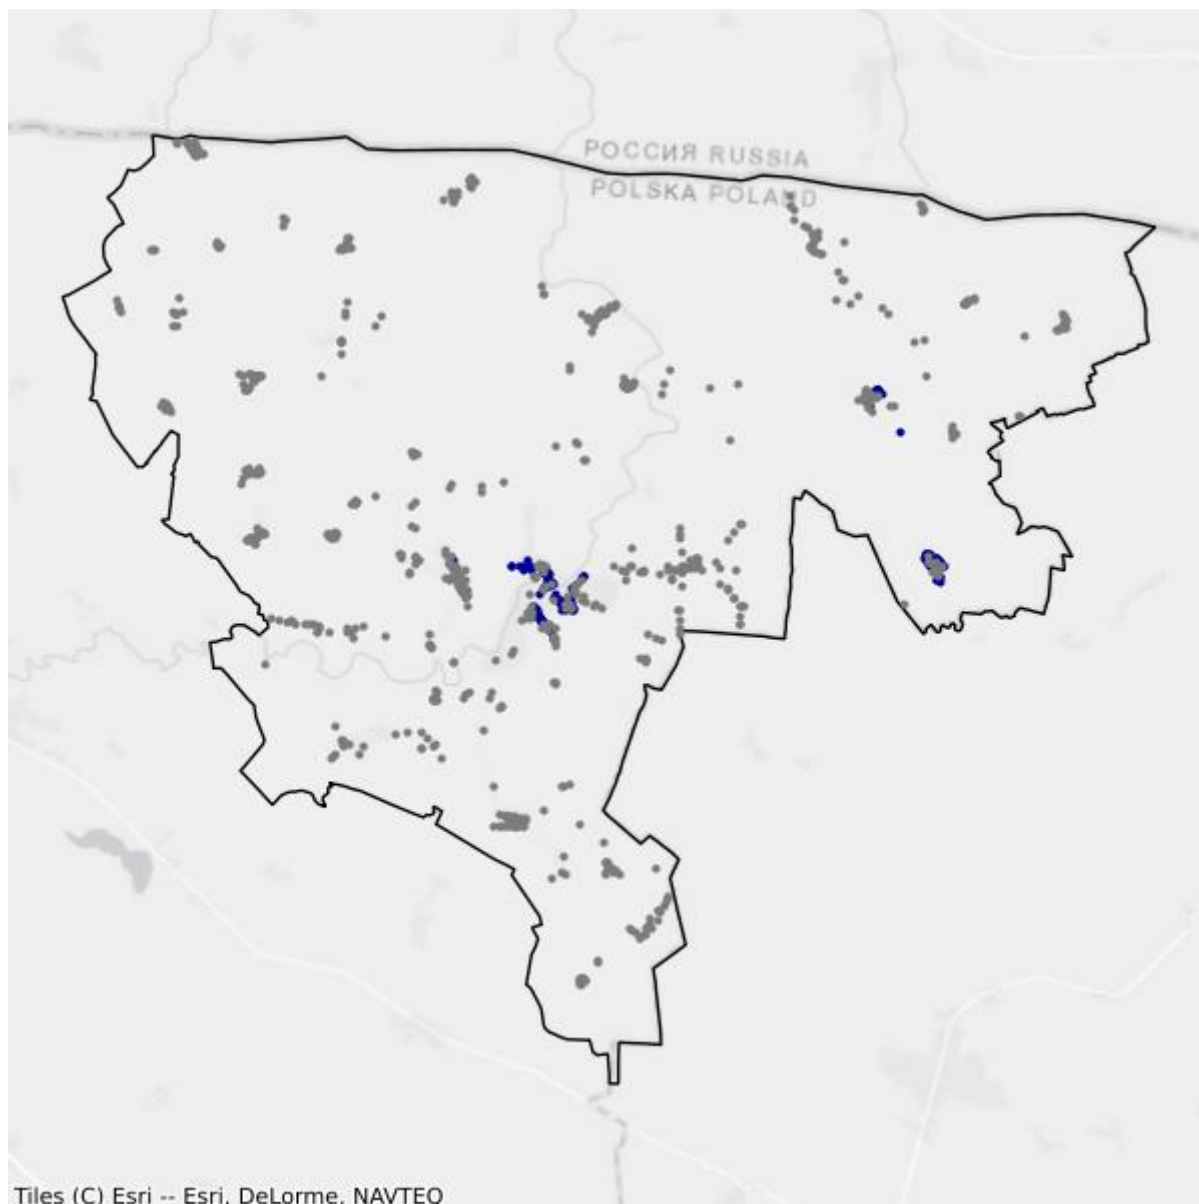 РОССИЯ RUSSIA
POLSKA POLAND
Tiles (C) Esri -- Esri, DeLorme, NAVTEQ